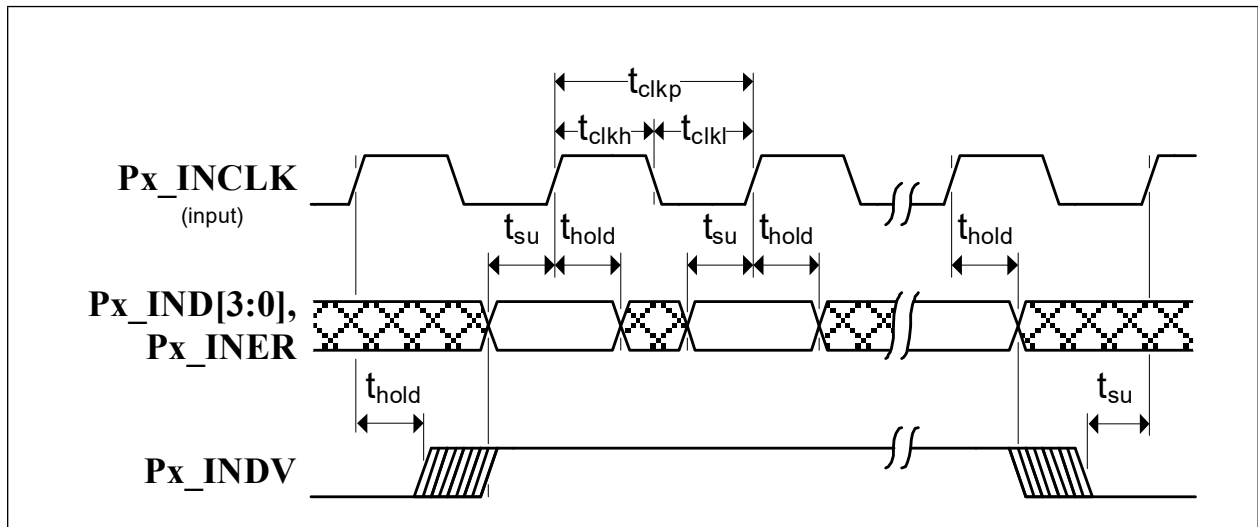 tclkp
tclkh tclkl
Px_INCLK
(input)
tsu thold tsu thold thold
Px_IND[3:0],
Px_INER
thold tsu
Px_INDV